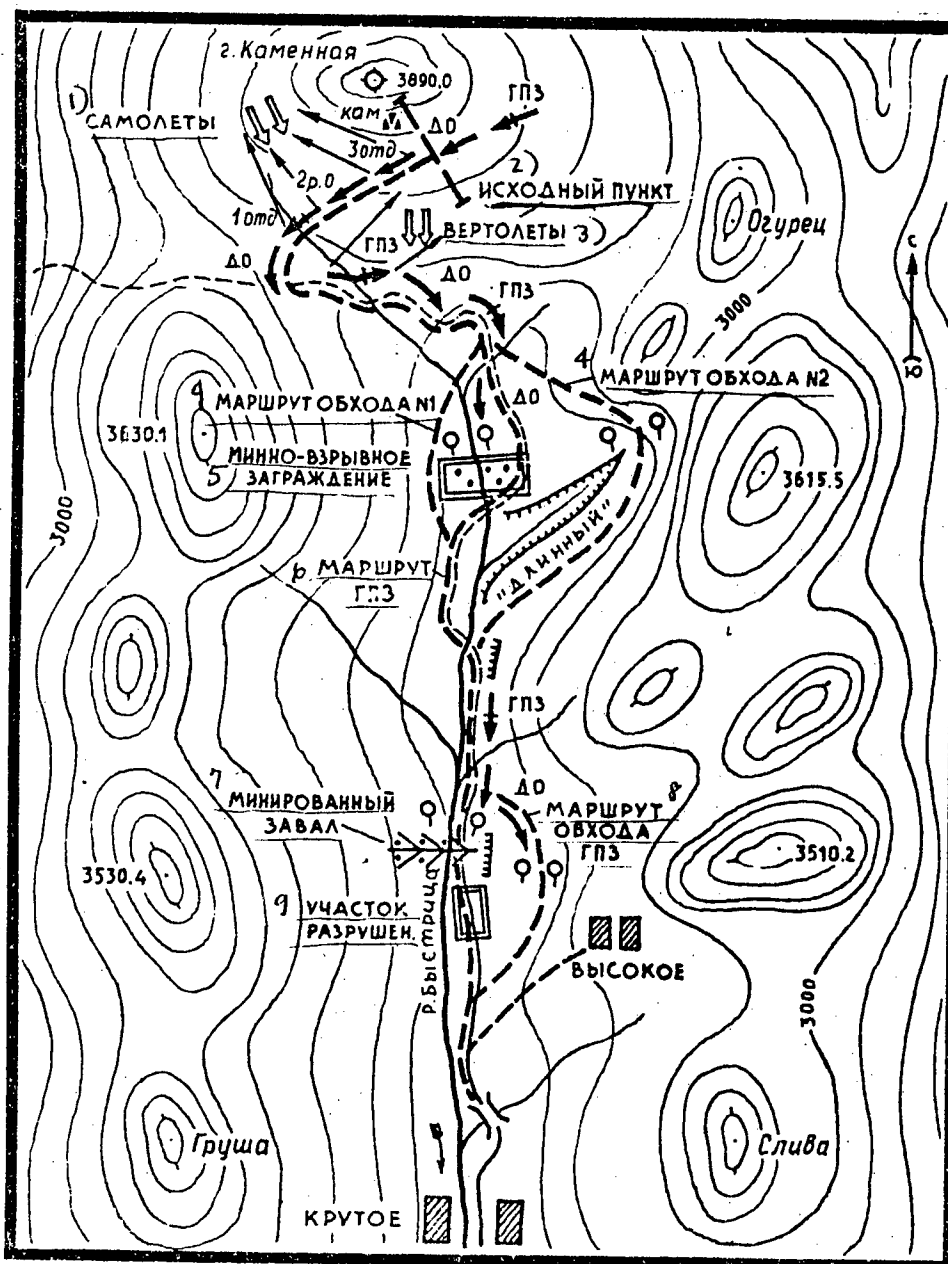 г. Каменная
3890,0
ГПЗ
1) САМОЛЕТЫ
кам
ДО
3отд
2)
ИСХОДНЫЙ ПУНКТ
2р.О
1отд
Огурец
ГПЗ
ВЕРТОЛЕТЫ 3)
ДО
ДО
ГПЗ
С
3000
Ю
4
МАРШРУТ ОБХОДА N2
4
МАРШРУТ ОБХОДА N1
ДО
3630.1
5 МИННО-ВЗРЫВНОЕ
ЗАГРАЖДЕНИЕ
3615.5
3000
"ДЛИННЫЙ"
6 МАРШРУТ
ГПЗ
ГПЗ
7
МИНИРОВАННЫЙ
ЗАВАЛ
ДО
МАРШРУТ 8
ОБХОДА
ГПЗ
3510.2
3530.4
9 УЧАСТОК
РАЗРУШЕН.
р. Быстрица
ВЫСОКОЕ
3000
Груша
Слива
КРУТОЕ